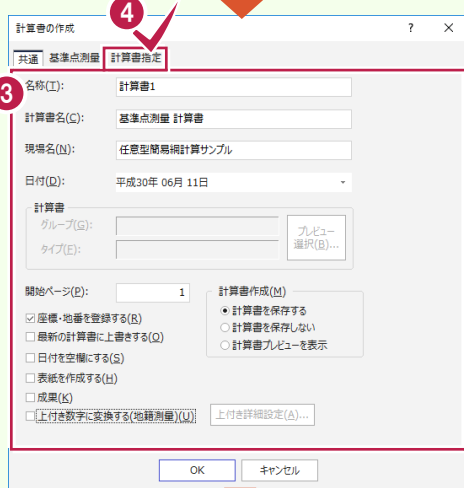 4
計算書の作成 ? ×
共通 基準点測量 計算書指定
3
名称(T): 計算書1
計算書名(C): 基準点測量 計算書
現場名(N): 任意型簡易網計算サンプル
日付(D): 平成30年 06月 11日
計算書
グループ(G):
タイプ(F):
プレビュー
選択(B)...
開始ページ(P): 1
計算書作成(M)
計算書を保存する
計算書を保存しない
計算書プレビューを表示
座標・地番を登録する(R)
最新の計算書に上書きする(O)
日付を空欄にする(S)
表紙を作成する(H)
成果(K)
上付き数字に変換する(地籍測量)(U) 上付き詳細設定(A)...
OK キャンセル